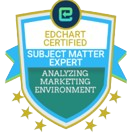 EDCHART
CERTIFIED
SUBJECT MATTER
EXPERT
ANALYZING
MARKETING
ENVIRONMENT